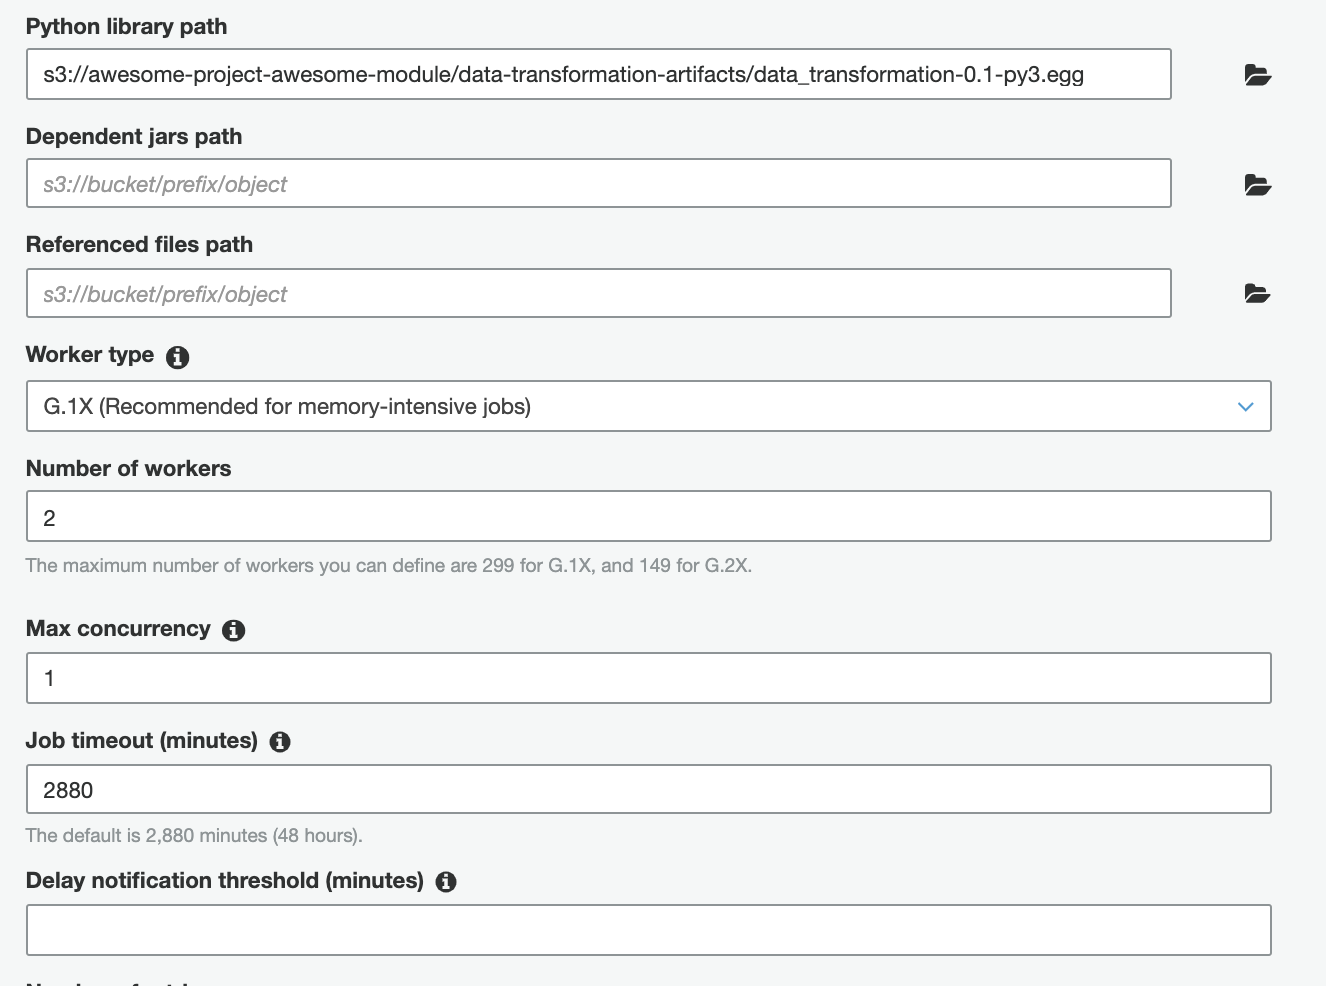 Python library path
s3://awesome-project-awesome-module/data-transformation-artifacts/data_transformation-0.1-py3.egg
Dependent jars path
s3://bucket/prefix/object
Referenced files path
s3://bucket/prefix/object
Worker type
G.1X (Recommended for memory-intensive jobs)
Number of workers
2
The maximum number of workers you can define are 299 for G.1X, and 149 for G.2X.
Max concurrency
1
Job timeout (minutes)
2880
The default is 2,880 minutes (48 hours).
Delay notification threshold (minutes)